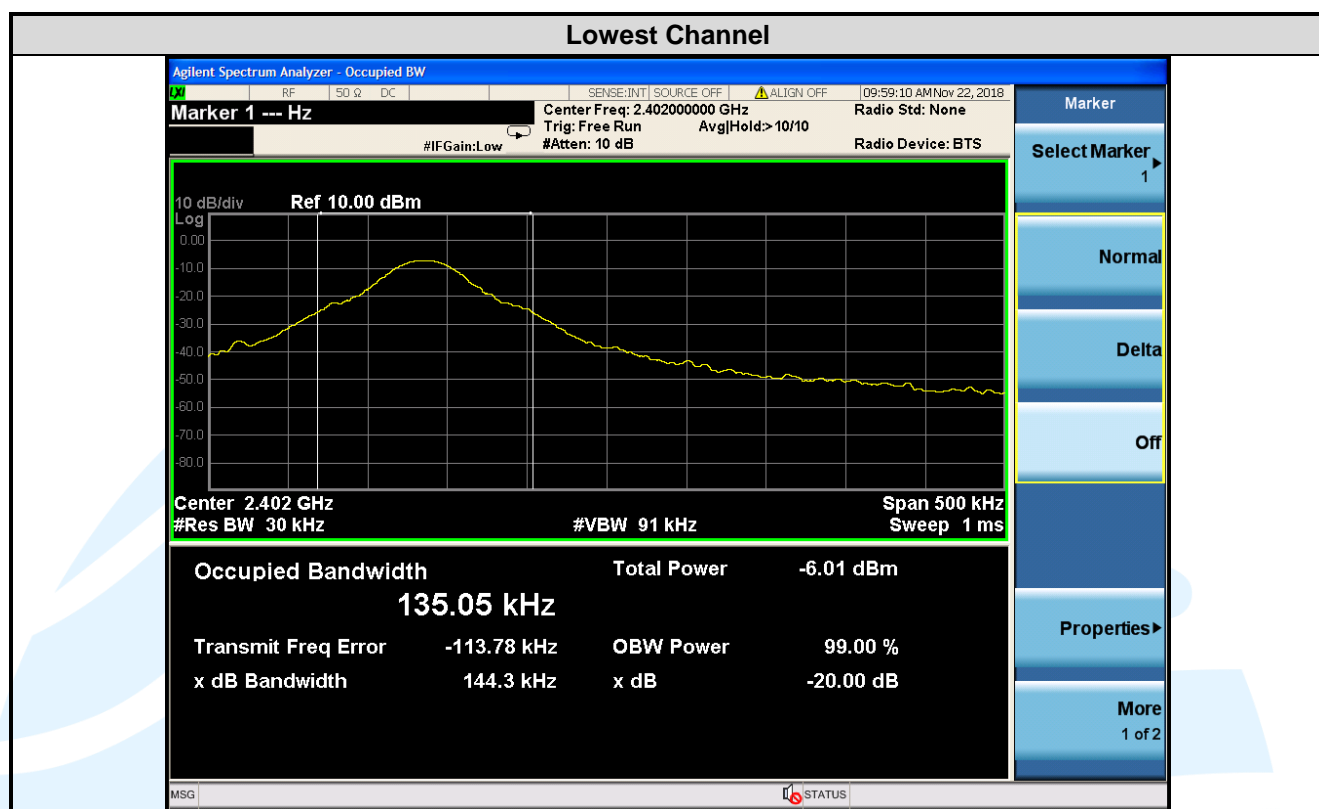 Lowest Channel
Agilent Spectrum Analyzer - Occupied BW
LXI RF 50 Ω DC SENSE:INT SOURCE OFF ALIGN OFF 09:59:10 AM Nov 22, 2018
Marker 1 --- Hz
Center Freq: 2.402000000 GHz Radio Std: None
Trig: Free Run Avg|Hold:>10/10
#IFGain:Low #Atten: 10 dB Radio Device: BTS
10 dB/div Ref 10.00 dBm
Log
0.00
-10.0
-20.0
-30.0
-40.0
-50.0
-60.0
-70.0
-80.0
Center 2.402 GHz Span 500 kHz
#Res BW 30 kHz #VBW 91 kHz Sweep 1 ms
Occupied Bandwidth Total Power -6.01 dBm
135.05 kHz
Transmit Freq Error -113.78 kHz OBW Power 99.00 %
x dB Bandwidth 144.3 kHz x dB -20.00 dB
MSG STATUS
Marker
Select Marker
1
Normal
Delta
Off
Properties
More
1 of 2